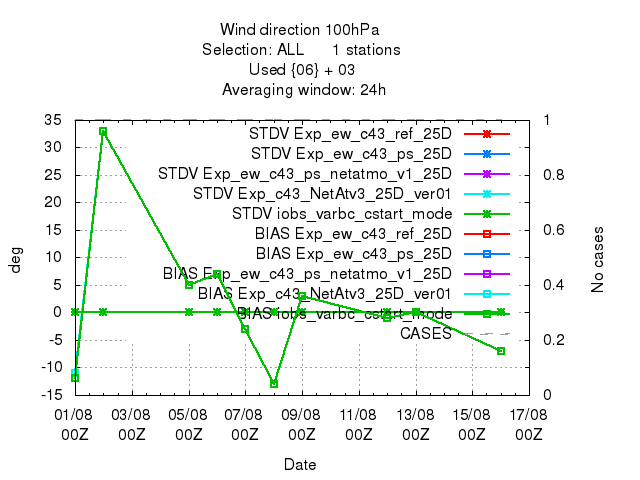 Wind direction 100hPa
Selection: ALL 1 stations
Used {06} + 03
Averaging window: 24h
35 1
STDV Exp_ew_c43_ref_25D
30
STDV Exp_ew_c43_ps_25D
25 0.8
STDV Exp_ew_c43_ps_netatmo_v1_25D
20
STDV Exp_c43_NetAtv3_25D_ver01
15 0.6
STDV iobs_varbc_cstart_mode
10
BIAS Exp_ew_c43_ref_25D
deg
No cases
BIAS Exp_ew_c43_ps_25D
5 0.4
BIAS Exp_ew_c43_ps_netatmo_v1_25D
BIAS Exp_c43_NetAtv3_25D_ver01
0
BIAS iobs_varbc_cstart_mode
-5 0.2
CASES
-10
-15 0
01/08 03/08 05/08 07/08 09/08 11/08 13/08 15/08 17/08
00Z 00Z 00Z 00Z 00Z 00Z 00Z 00Z 00Z
Date